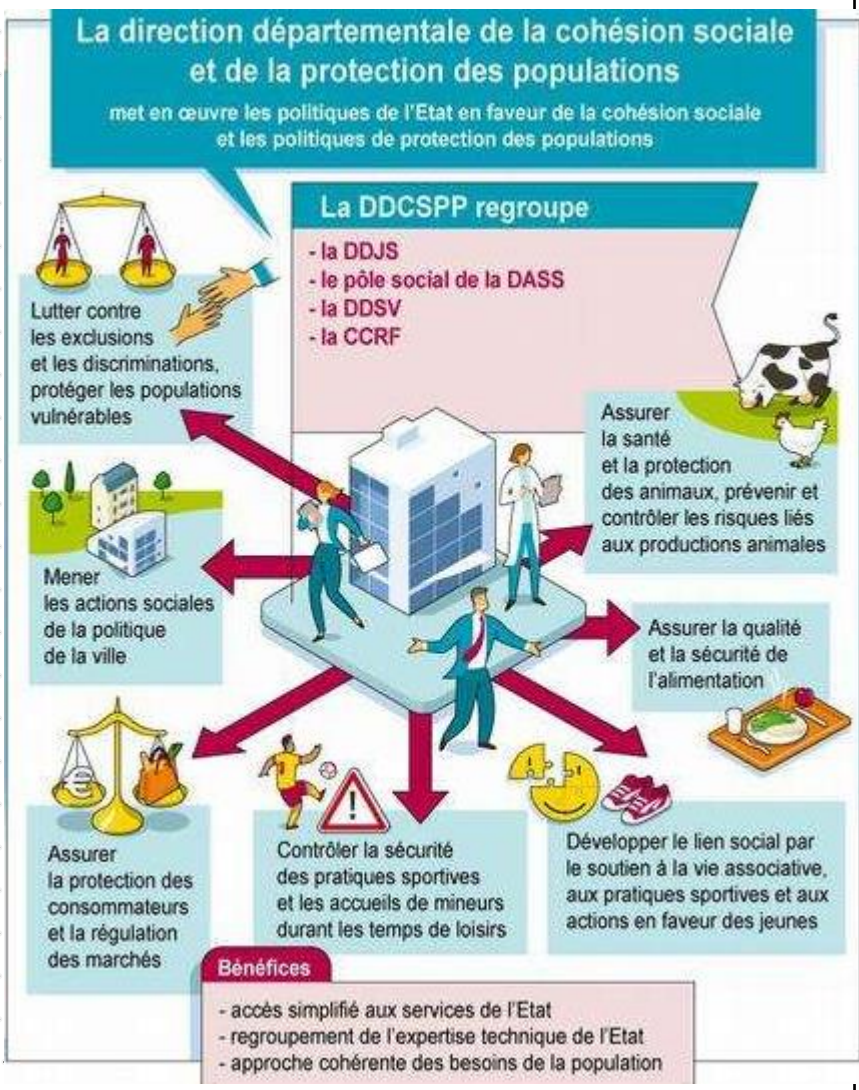 La direction départementale de la cohésion sociale
et de la protection des populations
met en œuvre les politiques de l'Etat en faveur de la cohésion sociale
et les politiques de protection des populations
La DDCSPP regroupe
- la DDJS
- le pôle social de la DASS
- la DDSV
- la CCRF
Lutter contre
les exclusions
et les discriminations,
protéger les populations
vulnérables
Assurer
la santé
et la protection
des animaux, prévenir et
contrôler les risques liés
aux productions animales
Mener
les actions sociales
de la politique
de la ville
Assurer la qualité
et la sécurité de
l'alimentation
€
!
Assurer
la protection des
consommateurs
et la régulation
des marchés
Contrôler la sécurité
des pratiques sportives
et les accueils de mineurs
durant les temps de loisirs
Développer le lien social par
le soutien à la vie associative,
aux pratiques sportives et aux
actions en faveur des jeunes
Bénéfices
- accès simplifié aux services de l'Etat
- regroupement de l'expertise technique de l'Etat
- approche cohérente des besoins de la population